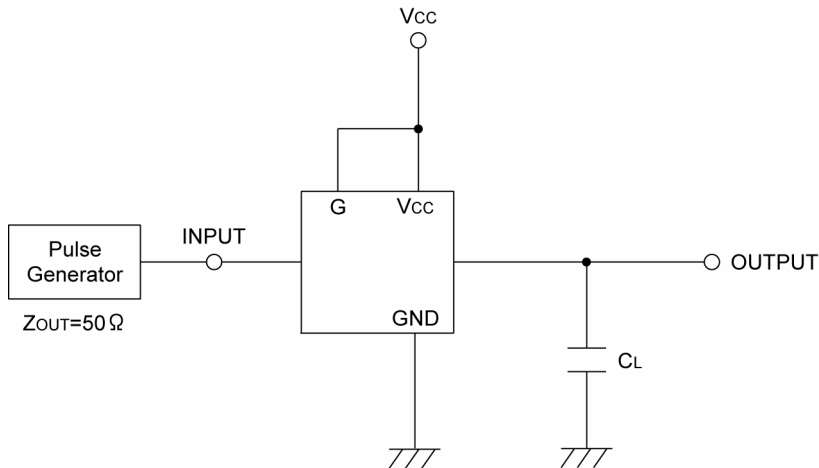 VCC
G
VCC
INPUT
Pulse
Generator
OUTPUT
ZOUT=50Ω
GND
CL